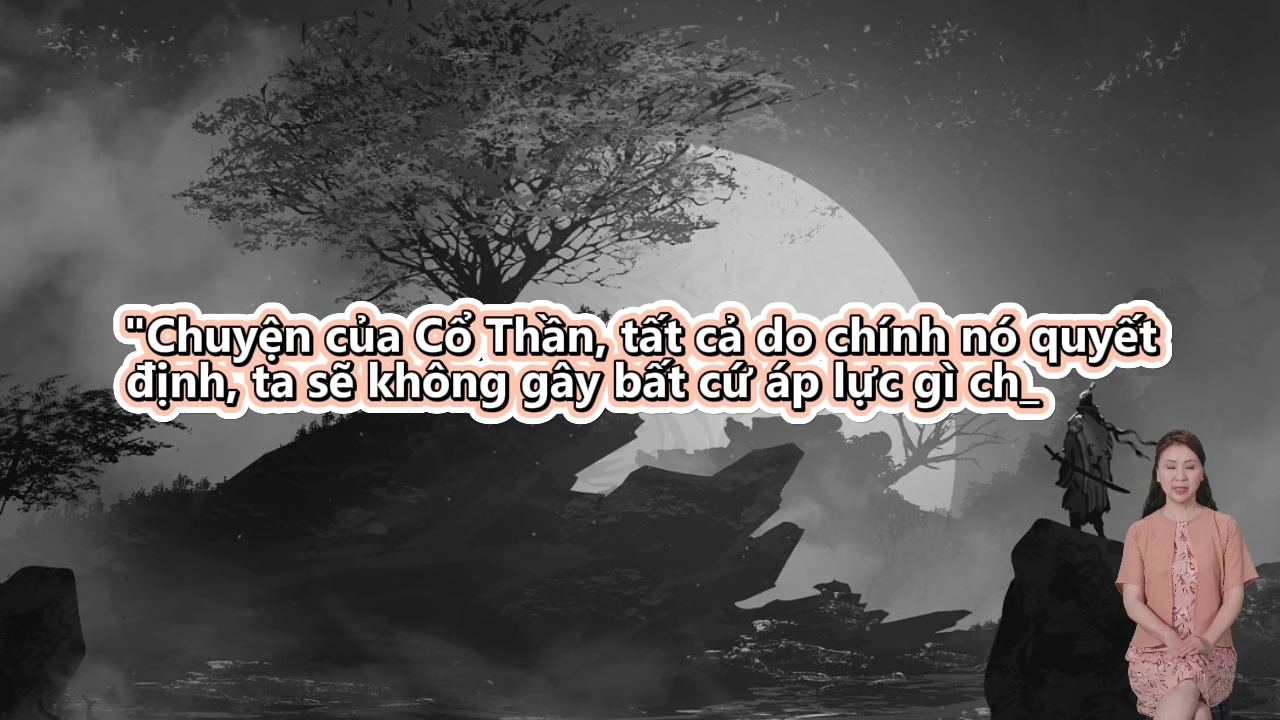 "Chuyện của Cổ Thần, tất cả do chính nó quyết
định, ta sẽ không gây bất cứ áp lực gì ch_